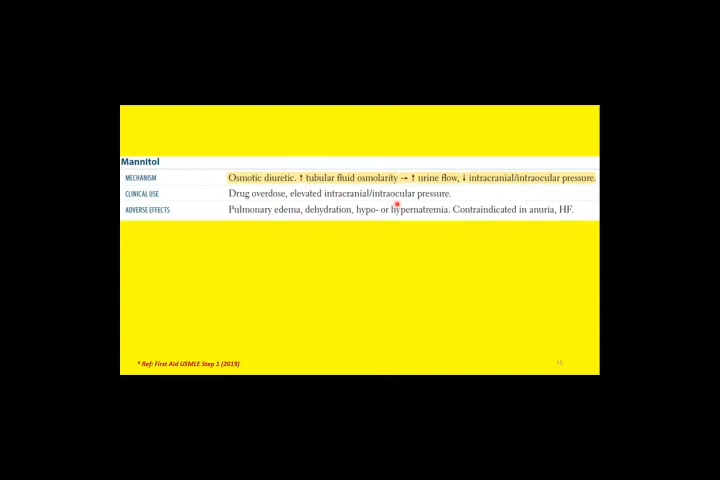 Mannitol
MECHANISM Osmotic diuretic. ↑ tubular fluid osmolarity → ↑ urine flow, ↓ intracranial/intraocular pressure.
CLINICAL USE Drug overdose, elevated intracranial/intraocular pressure.
ADVERSE EFFECTS Pulmonary edema, dehydration, hypo- or hypernatremia. Contraindicated in anuria, HF.
* Ref: First Aid USMLE Step 1 (2019)
15